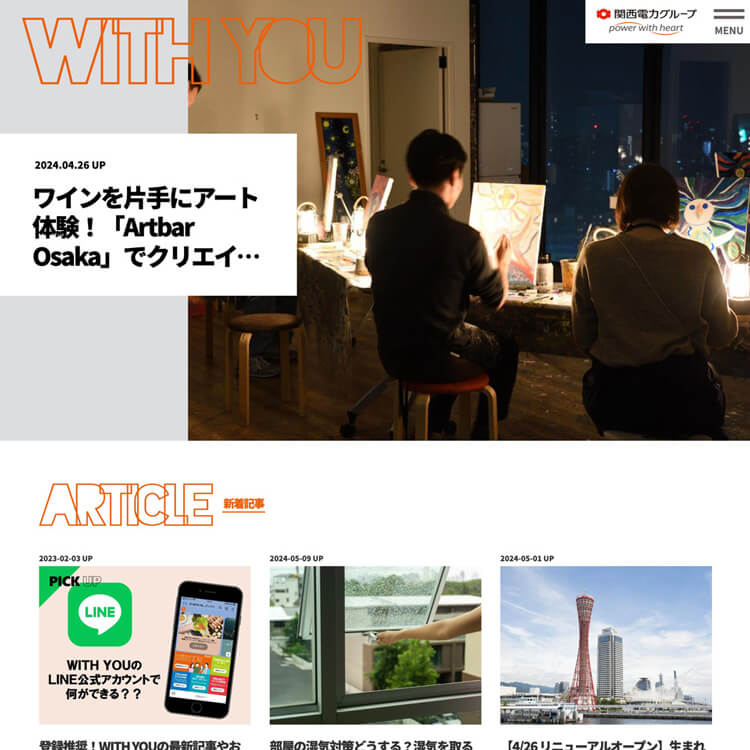 WITH YOU
関西電力グループ
power with heart
MENU
2024.04.26 UP
ワインを片手にアート
体験！「Artbar
Osaka」でクリエイ…
ARTICLE
新着記事
2023-02-03 UP
2024-05-09 UP
2024-05-01 UP
PICK UP
LINE
WITH YOUの
LINE公式アカウントで
何ができる？？
登録推奨！WITH YOUの最新記事やお
部屋の湿気対策どうする？湿気を取る
【4/26 リニューアルオープン】生まれ